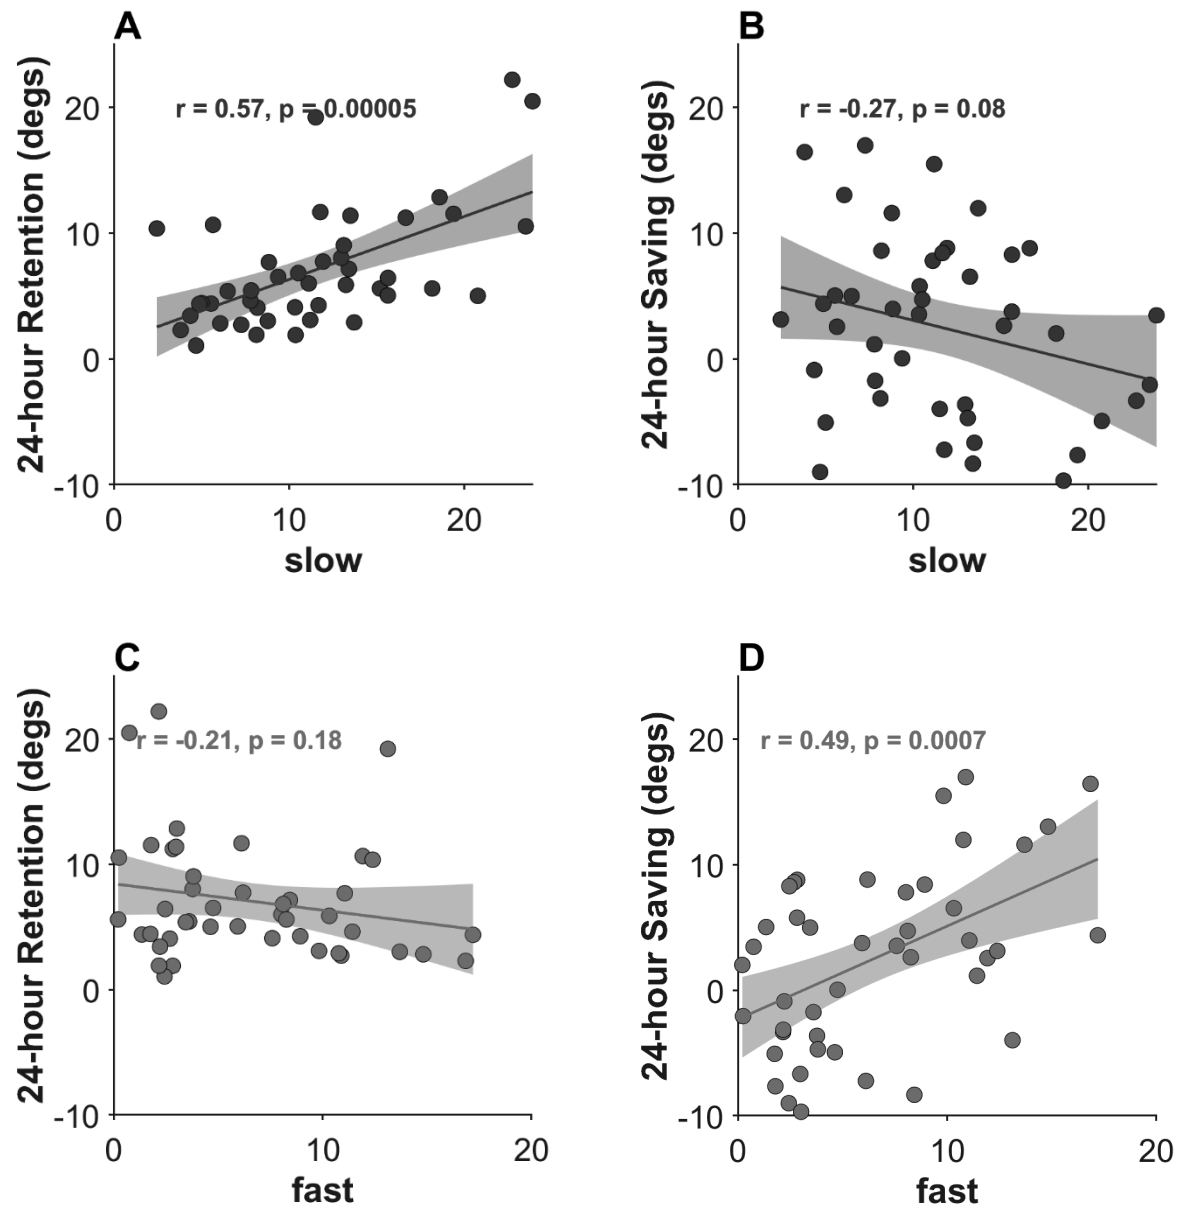 A
24-hour Retention (degs)
r = 0.57, p = 0.00005
20
10
0
-10
0 10 20
slow
B
24-hour Saving (degs)
r = -0.27, p = 0.08
20
10
0
-10
0 10 20
slow
C
24-hour Retention (degs)
r = -0.21, p = 0.18
20
10
0
-10
0 10 20
fast
D
24-hour Saving (degs)
r = 0.49, p = 0.0007
20
10
0
-10
0 10 20
fast